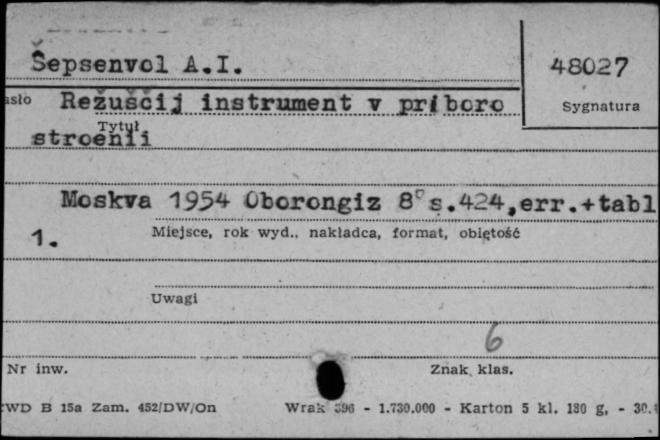 Šepsenvol A.I.
48027
Sygnatura
asło Režuščij instrument v priboro
Tytuł
stroenii
Moskva 1954 Oborongiz 8° s.424,err.+tabl
1.
Miejsce, rok wyd., nakładca, format, objętość
Uwagi
6
Nr inw.
Znak klas.
WD B 15a Zam. 452/DW/On Wrak 396 - 1.730.000 - Karton 5 kl. 180 g, - 30.